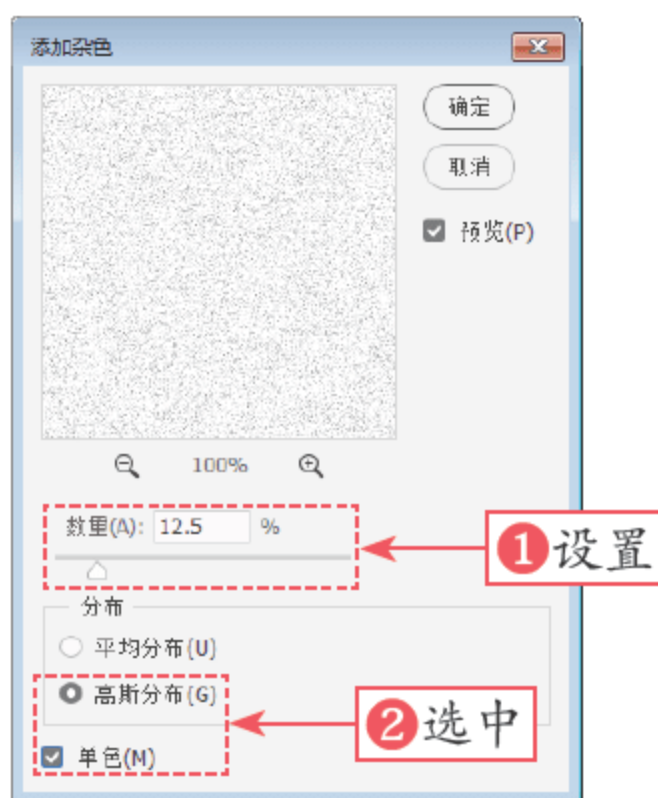 添加杂色
确定
取消
预览(P)
100%
数量(A): 12.5 %
❶设置
分布
平均分布(U)
高斯分布(G)
❷选中
单色(M)